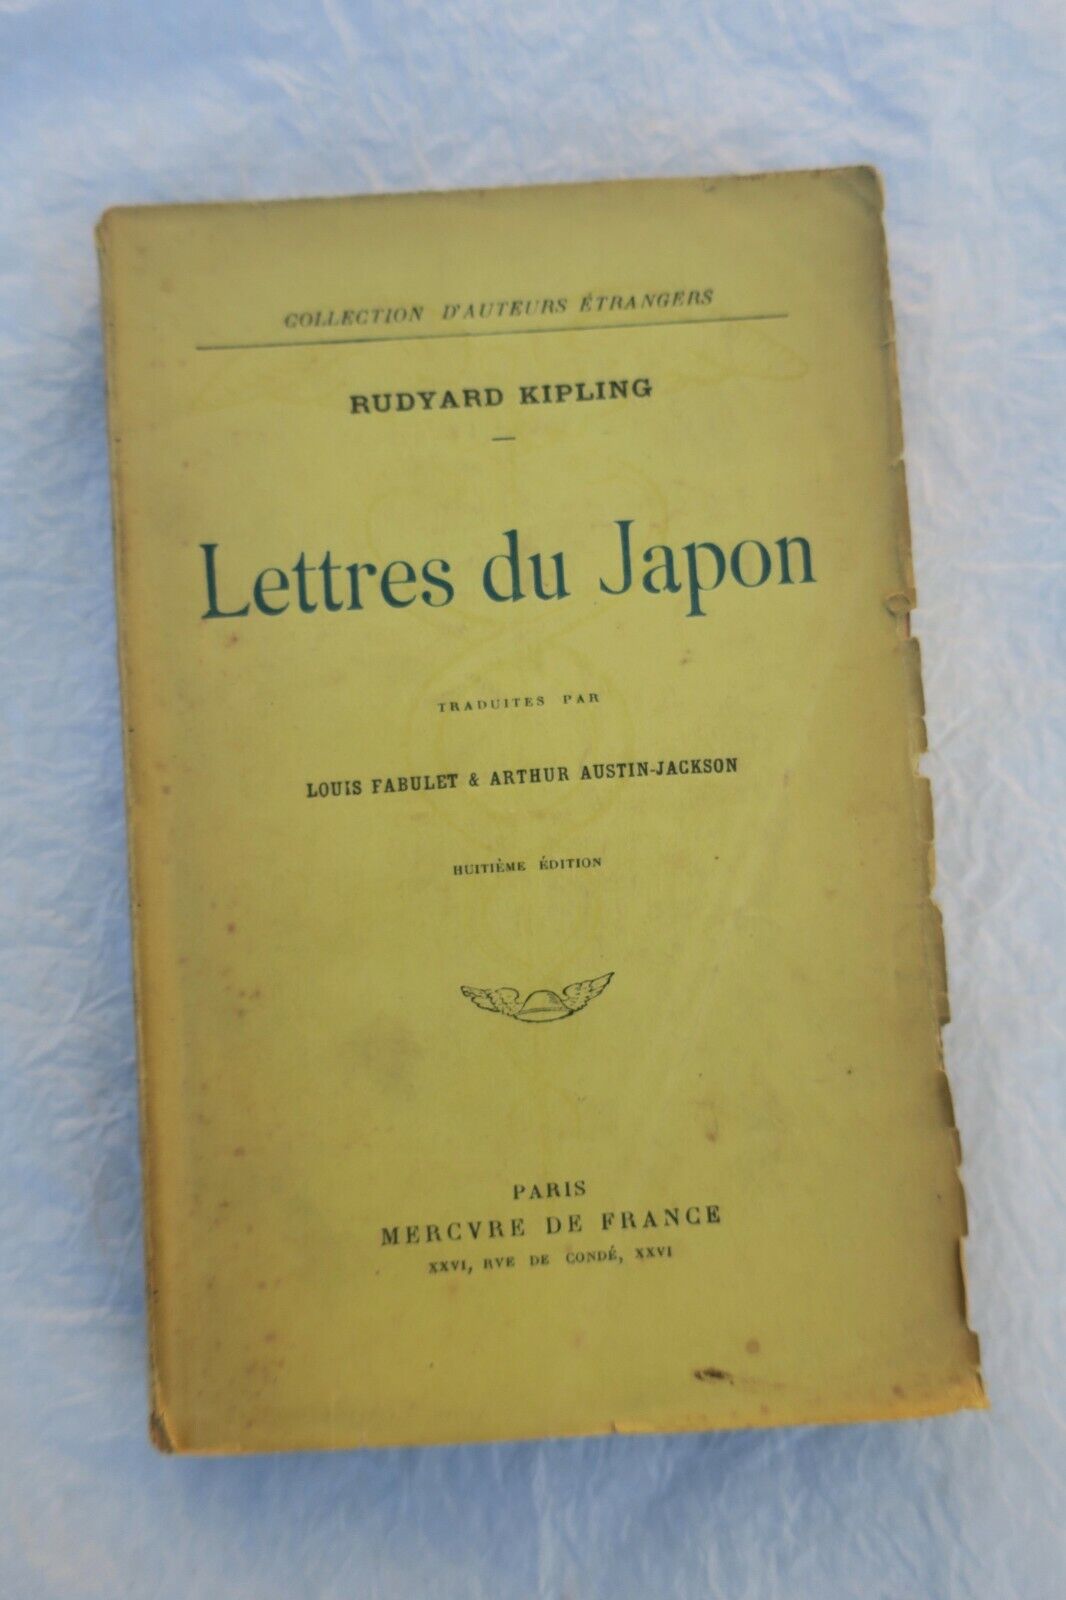 COLLECTION D'AUTEURS ÉTRANGERS
RUDYARD KIPLING
Lettres du Japon
TRADUITES PAR
LOUIS FABULET & ARTHUR AUSTIN-JACKSON
HUITIÈME ÉDITION
PARIS
MERCVRE DE FRANCE
XXVI, RVE DE CONDÉ, XXVI